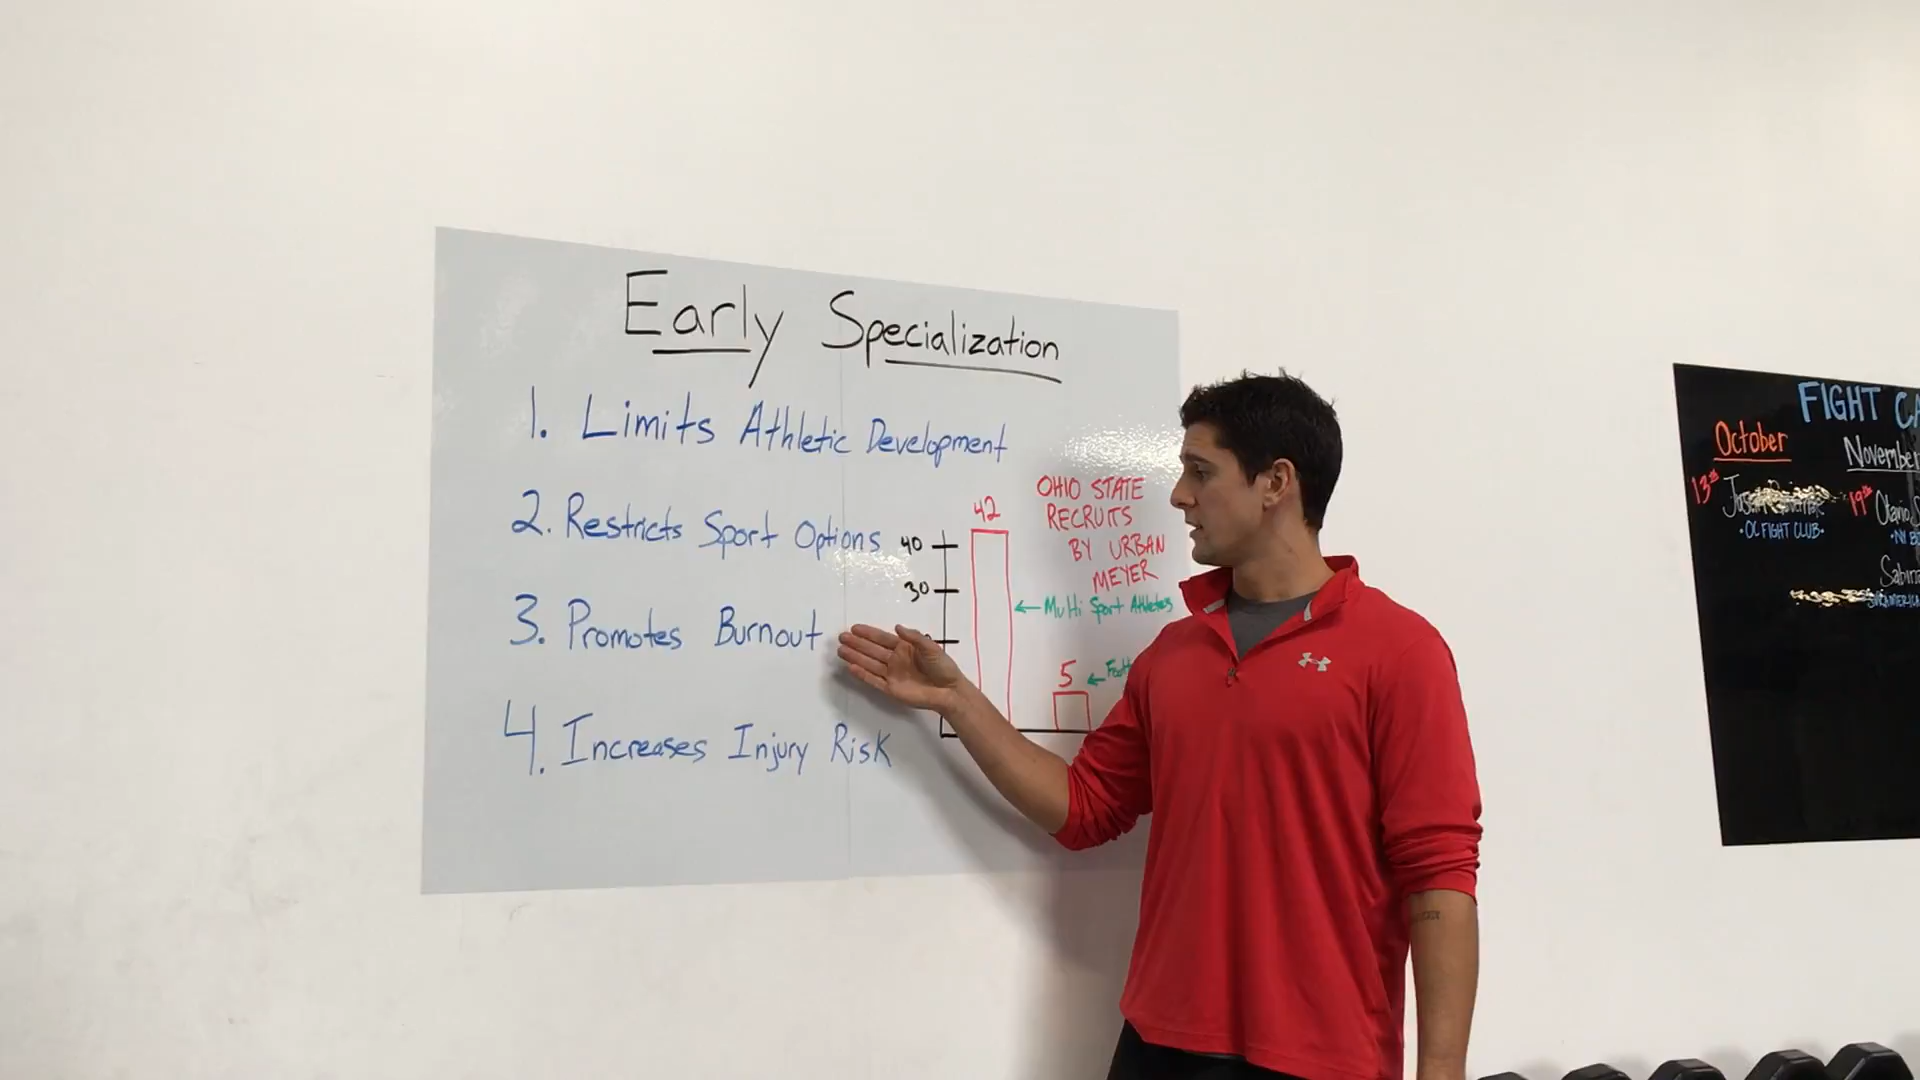 Early Specialization
1. Limits Athletic Development
2. Restricts Sport Options
3. Promotes Burnout
4. Increases Injury Risk
42
40
30
OHIO STATE
RECRUITS
BY URBAN
MEYER
← Multi Sport Athletes
5
←
FIGHT
October
November
13th
• OC FIGHT CLUB •
19th